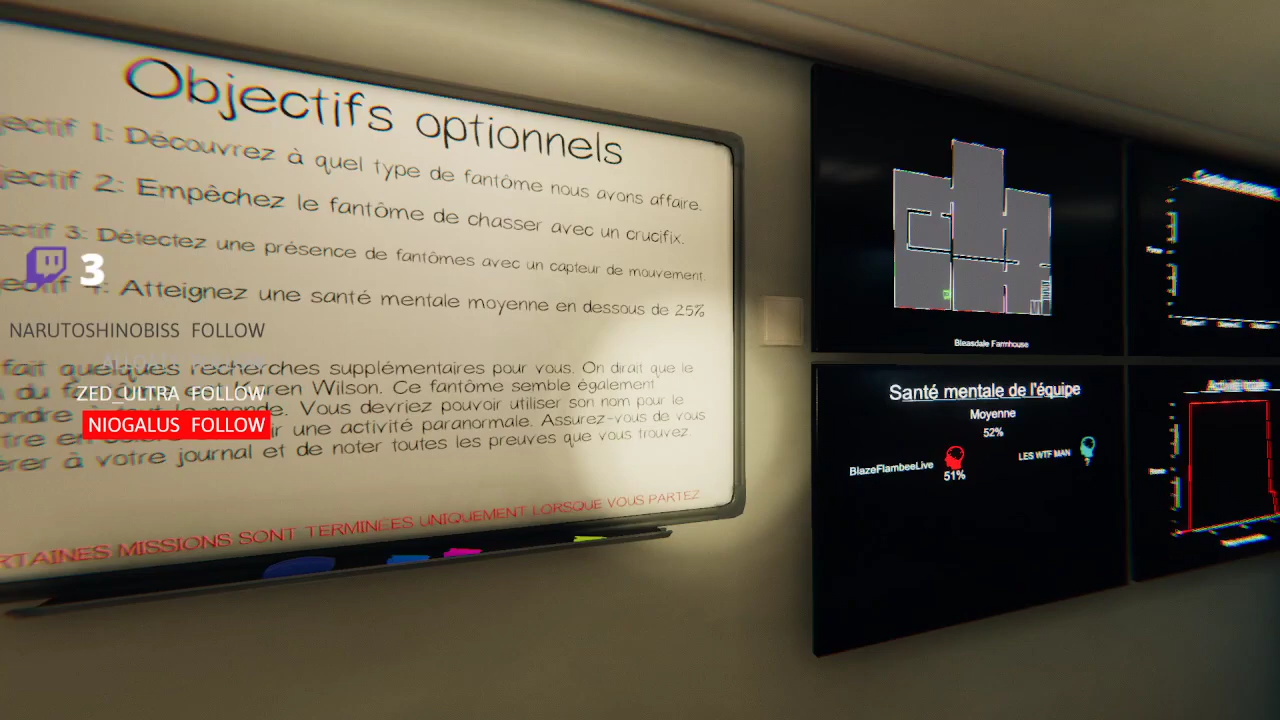 Objectifs optionnels
1: Découvrez à quel type de fantôme nous avons affaire.
2: Empêchez le fantôme de chasser avec un crucifix.
3: Détectez une présence de fantômes avec un capteur de mouvement.
Atteignez une santé mentale moyenne en dessous de 25%
fait quelques recherches supplémentaires pour vous. On dirait que le
Wilson. Ce fantôme semble également
Vous devriez pouvoir utiliser son nom pour le
une activité paranormale. Assurez-vous de vous
à votre journal et de noter toutes les preuves que vous trouvez.
MISSIONS SONT TERMINÉES UNIQUEMENT LORSQUE VOUS PARTEZ
3
NARUTOSHINOBISS FOLLOW
ZED_ULTRA FOLLOW
NIOGALUS FOLLOW
Bleasdale Farmhouse
Santé mentale de l'équipe
Moyenne
52%
BlazeFlambeeLive
51%
LES WTF MAN
?